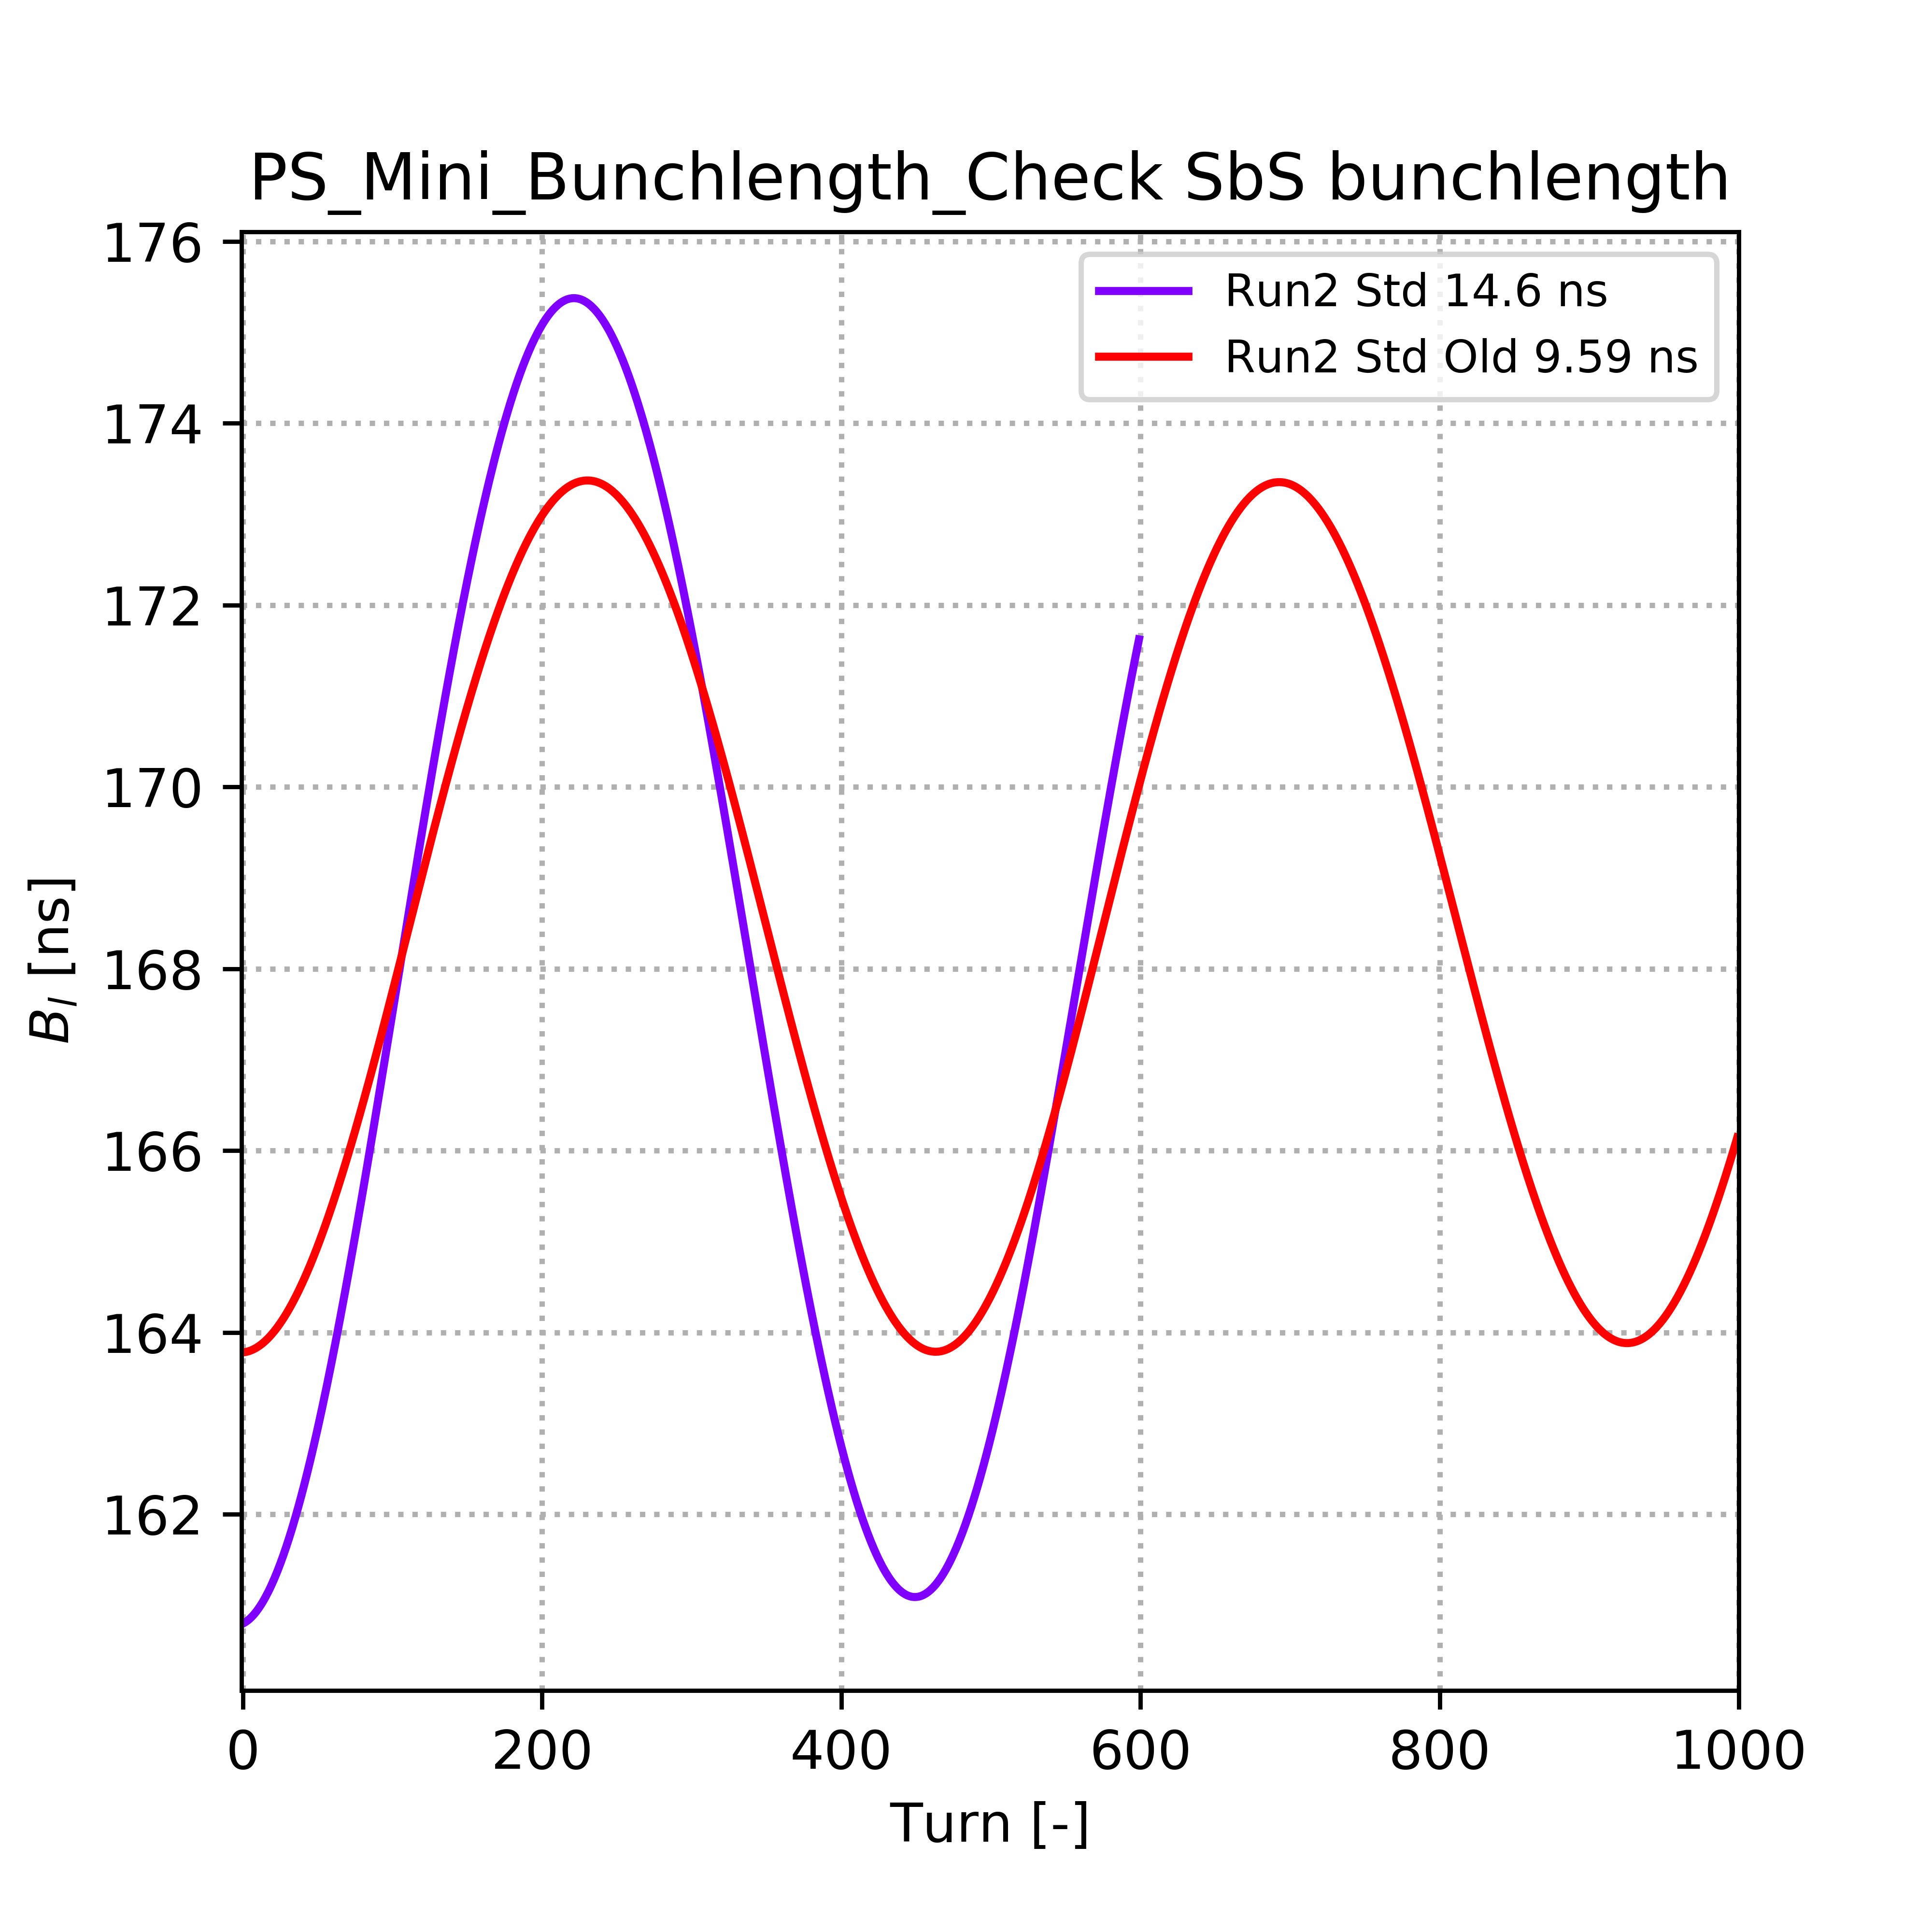 PS_Mini_Bunchlength_Check SbS bunchlength
176
174
172
170
168
166
164
162
B_l [ns]
Run2 Std 14.6 ns
Run2 Std Old 9.59 ns
0 200 400 600 800 1000
Turn [-]